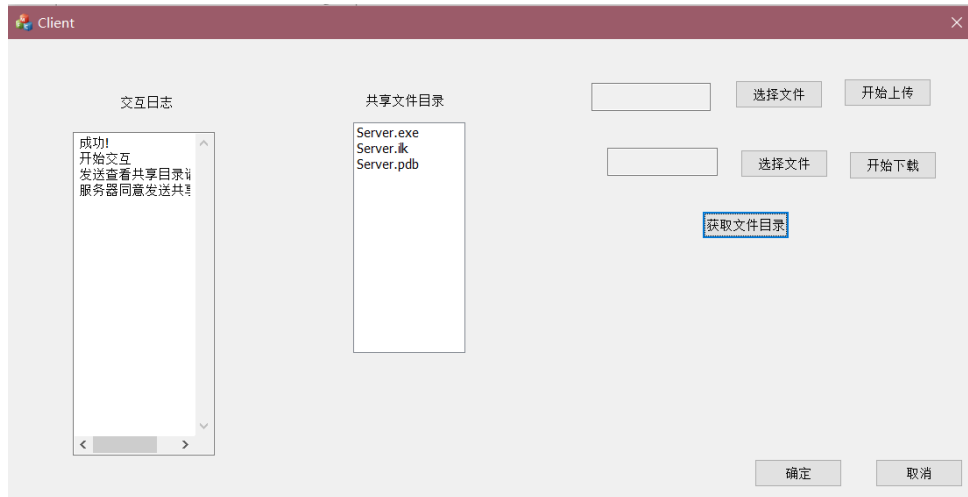 Client
交互日志
成功!
开始交互
发送查看共享目录
服务器同意发送共享
共享文件目录
Server.exe
Server.ilk
Server.pdb
选择文件
开始上传
选择文件
开始下载
获取文件目录
确定
取消